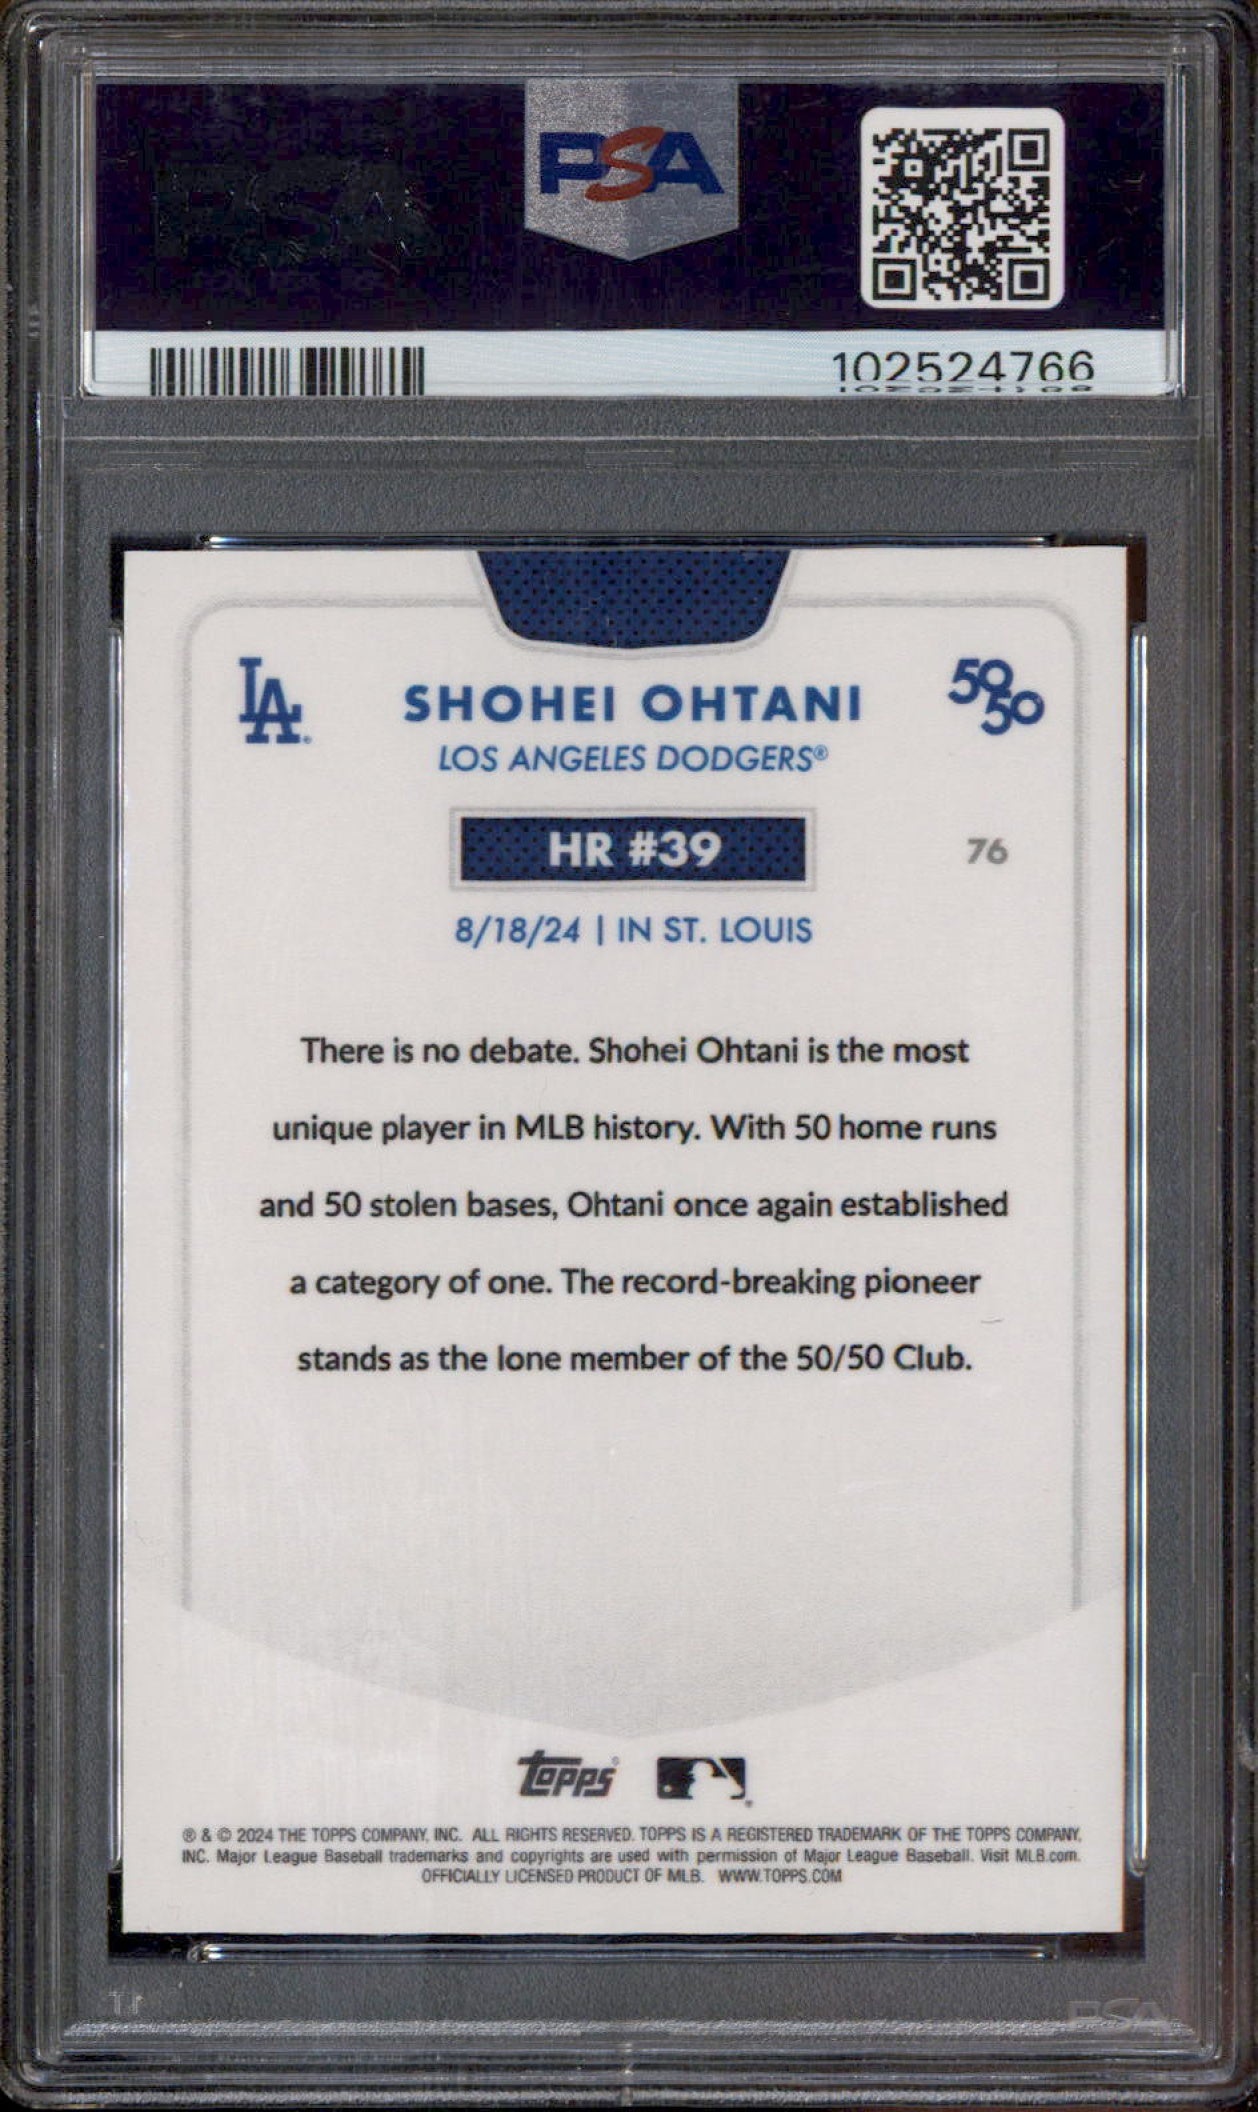 PSA
102524766
LA
SHOHEI OHTANI
50/50
LOS ANGELES DODGERS®
HR #39
76
8/18/24 | IN ST. LOUIS
There is no debate. Shohei Ohtani is the most
unique player in MLB history. With 50 home runs
and 50 stolen bases, Ohtani once again established
a category of one. The record-breaking pioneer
stands as the lone member of the 50/50 Club.
Topps
® & © 2024 THE TOPPS COMPANY, INC. ALL RIGHTS RESERVED. TOPPS IS A REGISTERED TRADEMARK OF THE TOPPS COMPANY,
INC. Major League Baseball trademarks and copyrights are used with permission of Major League Baseball. Visit MLB.com.
OFFICIALLY LICENSED PRODUCT OF MLB. WWW.TOPPS.COM
PSA